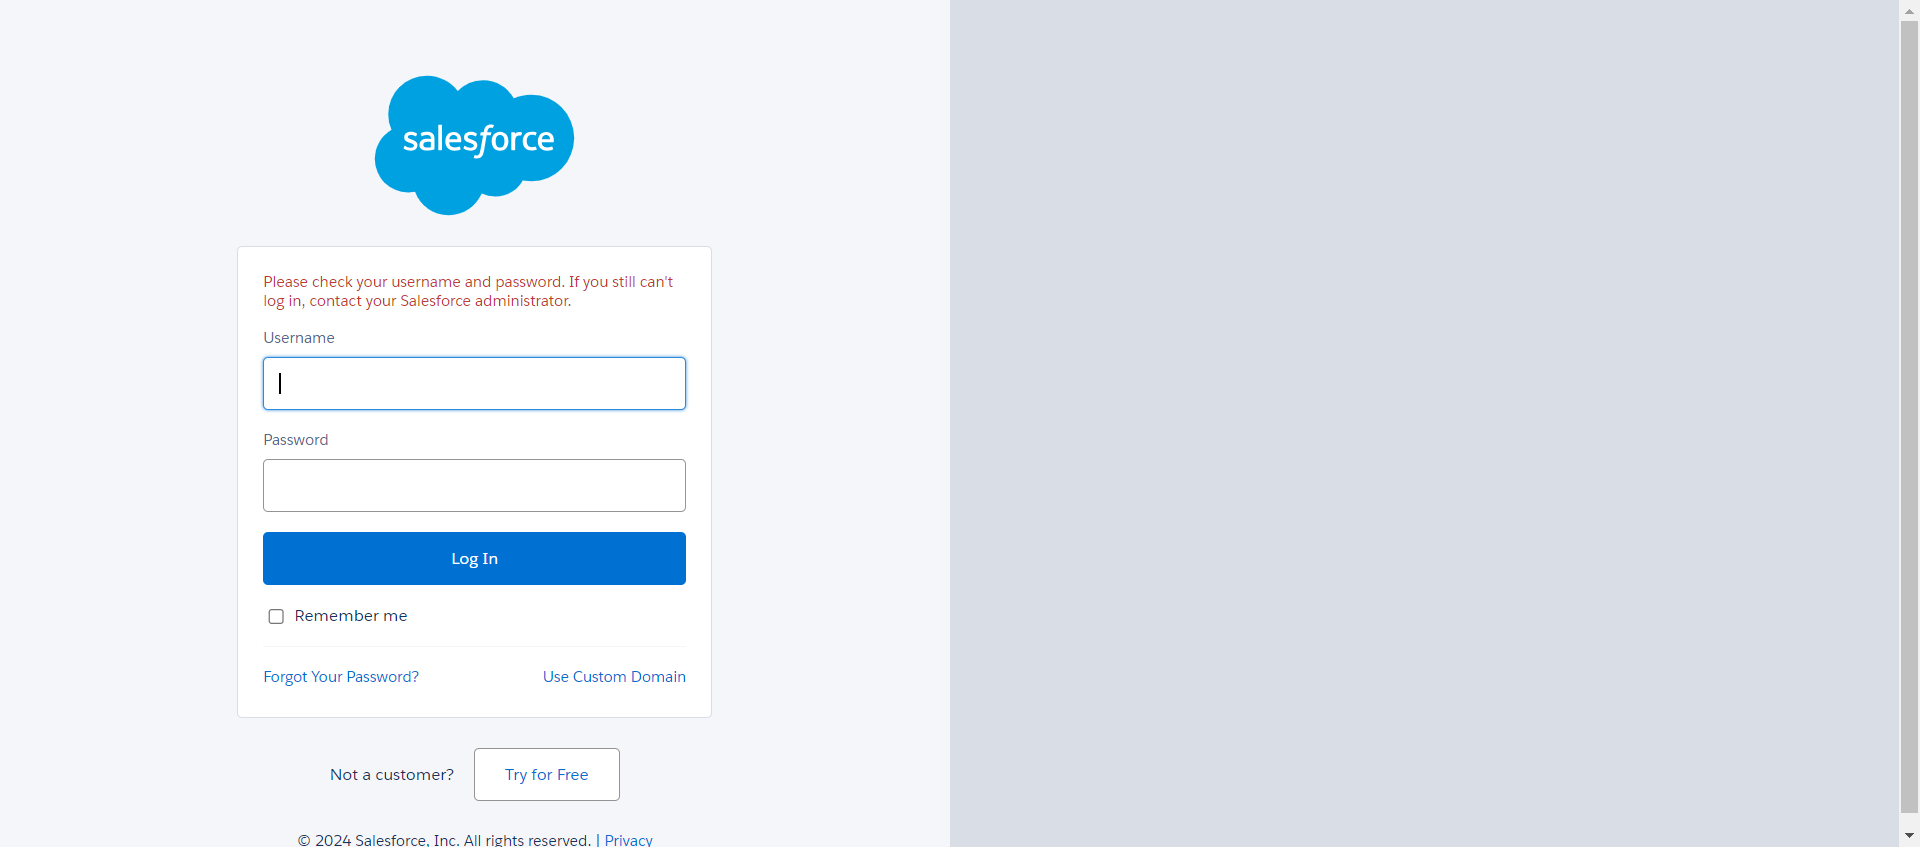 salesforce
Please check your username and password. If you still can't
log in, contact your Salesforce administrator.
Username
Password
Log In
Remember me
Forgot Your Password?
Use Custom Domain
Not a customer?
Try for Free
© 2024 Salesforce, Inc. All rights reserved. | Privacy